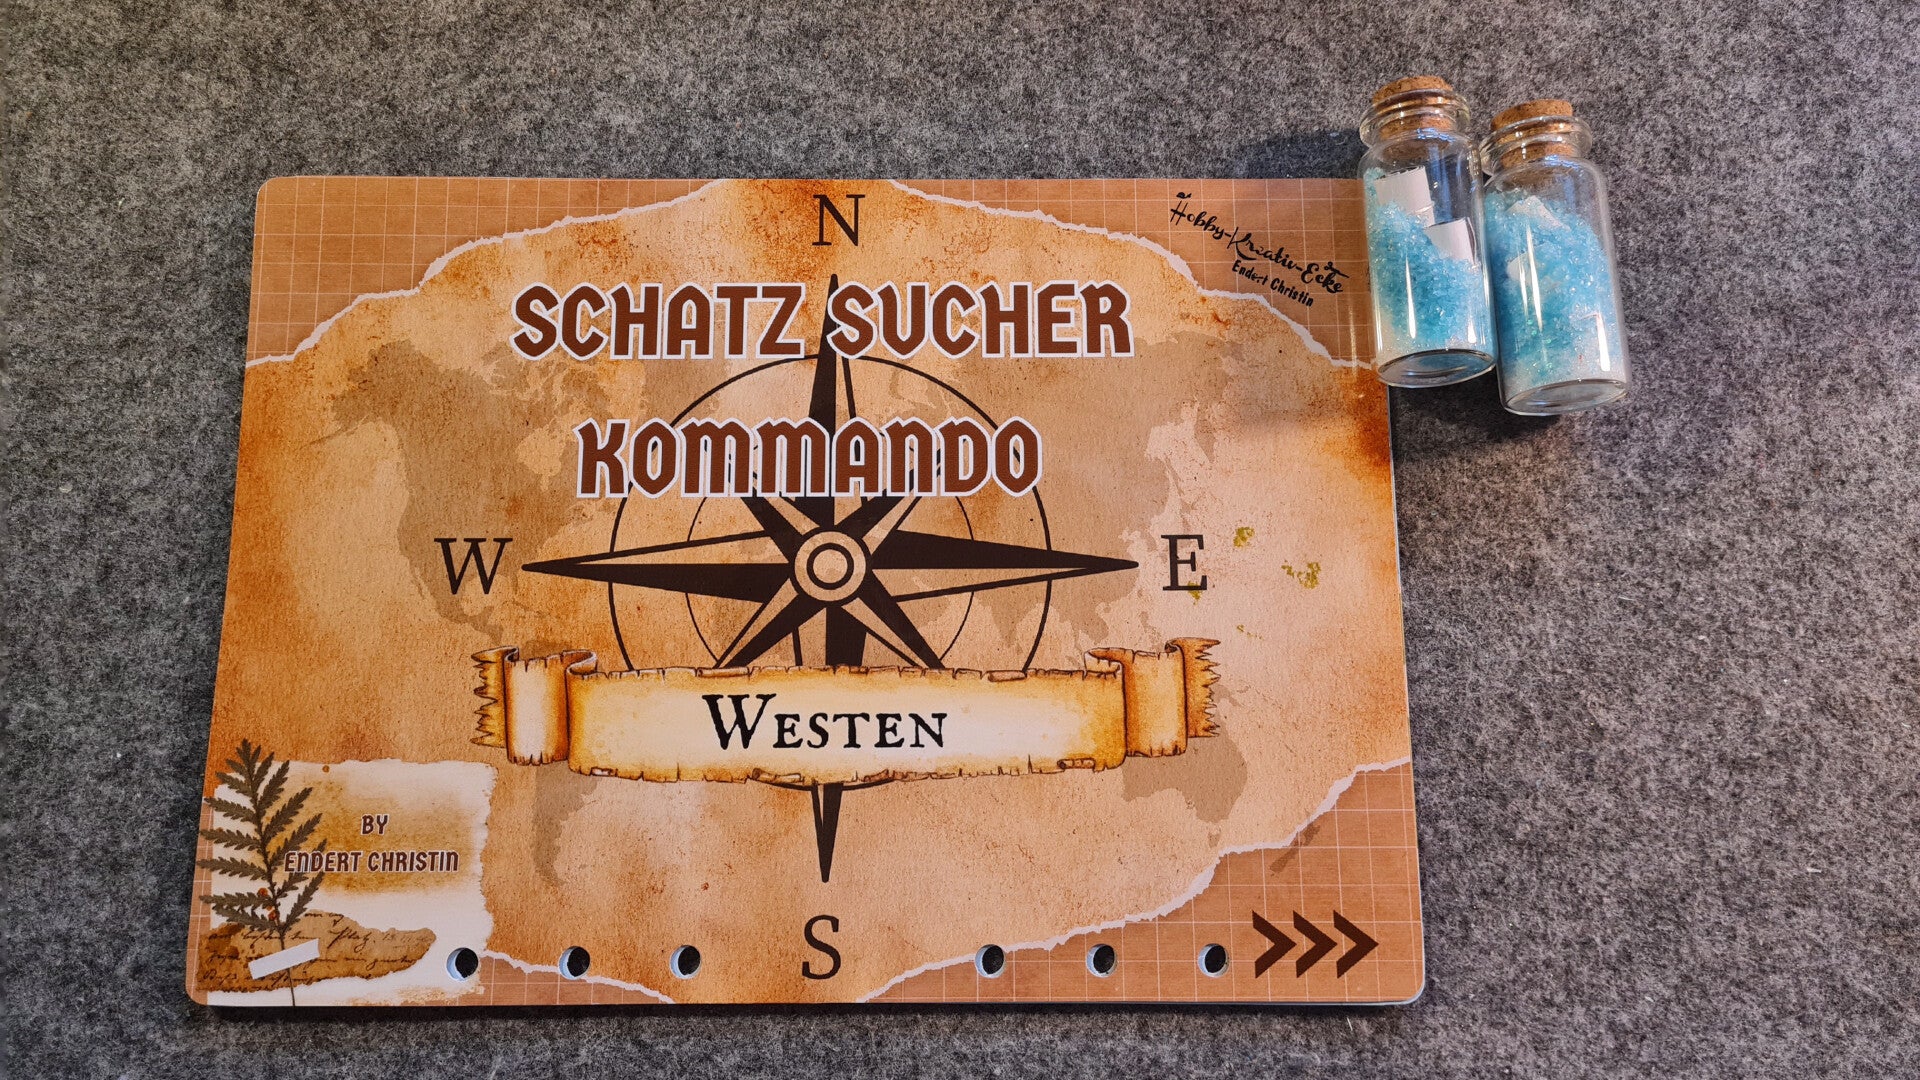 N
Hobby-Kreativ-Ecke
Endert Christin
SCHATZ SUCHER
KOMMANDO
W
E
WESTEN
BY
ENDERT CHRISTIN
S